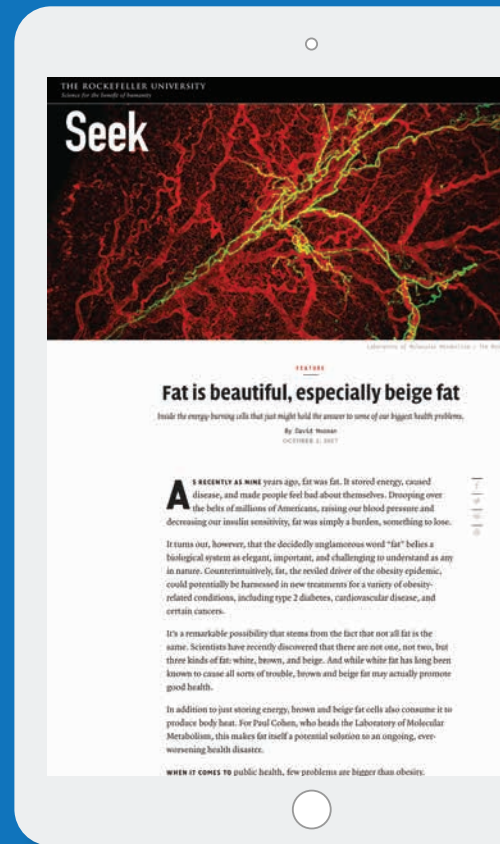 THE ROCKEFELLER UNIVERSITY
Science for the benefit of humanity
Seek
Laboratory of Molecular Metabolism | The
FEATURE
Fat is beautiful, especially beige fat
Inside the energy-burning cells that just might hold the answer to some of our biggest health problems.
By David Noonan
OCTOBER 2, 2017
AS RECENTLY AS NINE years ago, fat was fat. It stored energy, caused
disease, and made people feel bad about themselves. Drooping over
the belts of millions of Americans, raising our blood pressure and
decreasing our insulin sensitivity, fat was simply a burden, something to lose.
It turns out, however, that the decidedly unglamorous word “fat” belies a
biological system as elegant, important, and challenging to understand as any
in nature. Counterintuitively, fat, the reviled driver of the obesity epidemic,
could potentially be harnessed in new treatments for a variety of obesity-
related conditions, including type 2 diabetes, cardiovascular disease, and
certain cancers.
It’s a remarkable possibility that stems from the fact that not all fat is the
same. Scientists have recently discovered that there are not one, not two, but
three kinds of fat: white, brown, and beige. And while white fat has long been
known to cause all sorts of trouble, brown and beige fat may actually promote
good health.
In addition to just storing energy, brown and beige fat cells also consume it to
produce body heat. For Paul Cohen, who heads the Laboratory of Molecular
Metabolism, this makes fat itself a potential solution to an ongoing, ever-
worsening health disaster.
WHEN IT COMES TO public health, few problems are bigger than obesity.